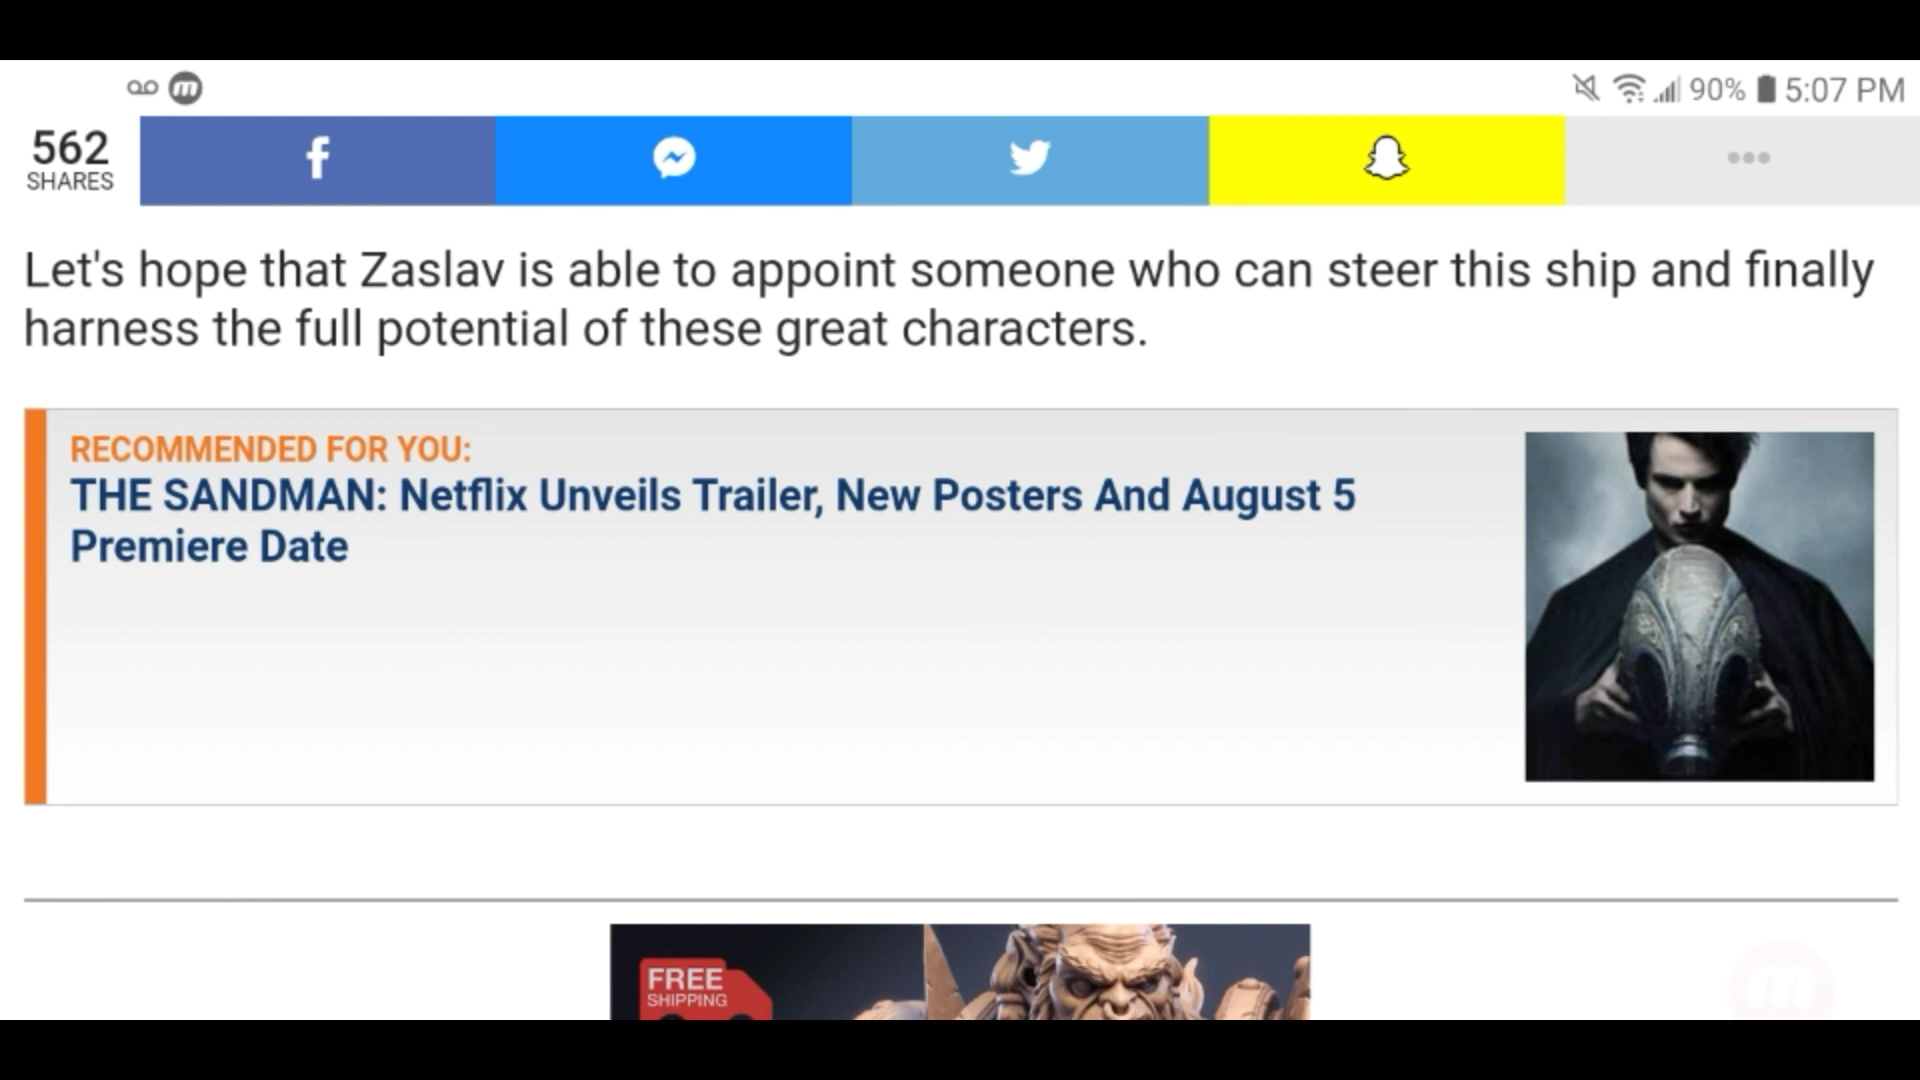 90% 5:07 PM
562
SHARES
Let's hope that Zaslav is able to appoint someone who can steer this ship and finally
harness the full potential of these great characters.
RECOMMENDED FOR YOU:
THE SANDMAN: Netflix Unveils Trailer, New Posters And August 5
Premiere Date
FREE
SHIPPING